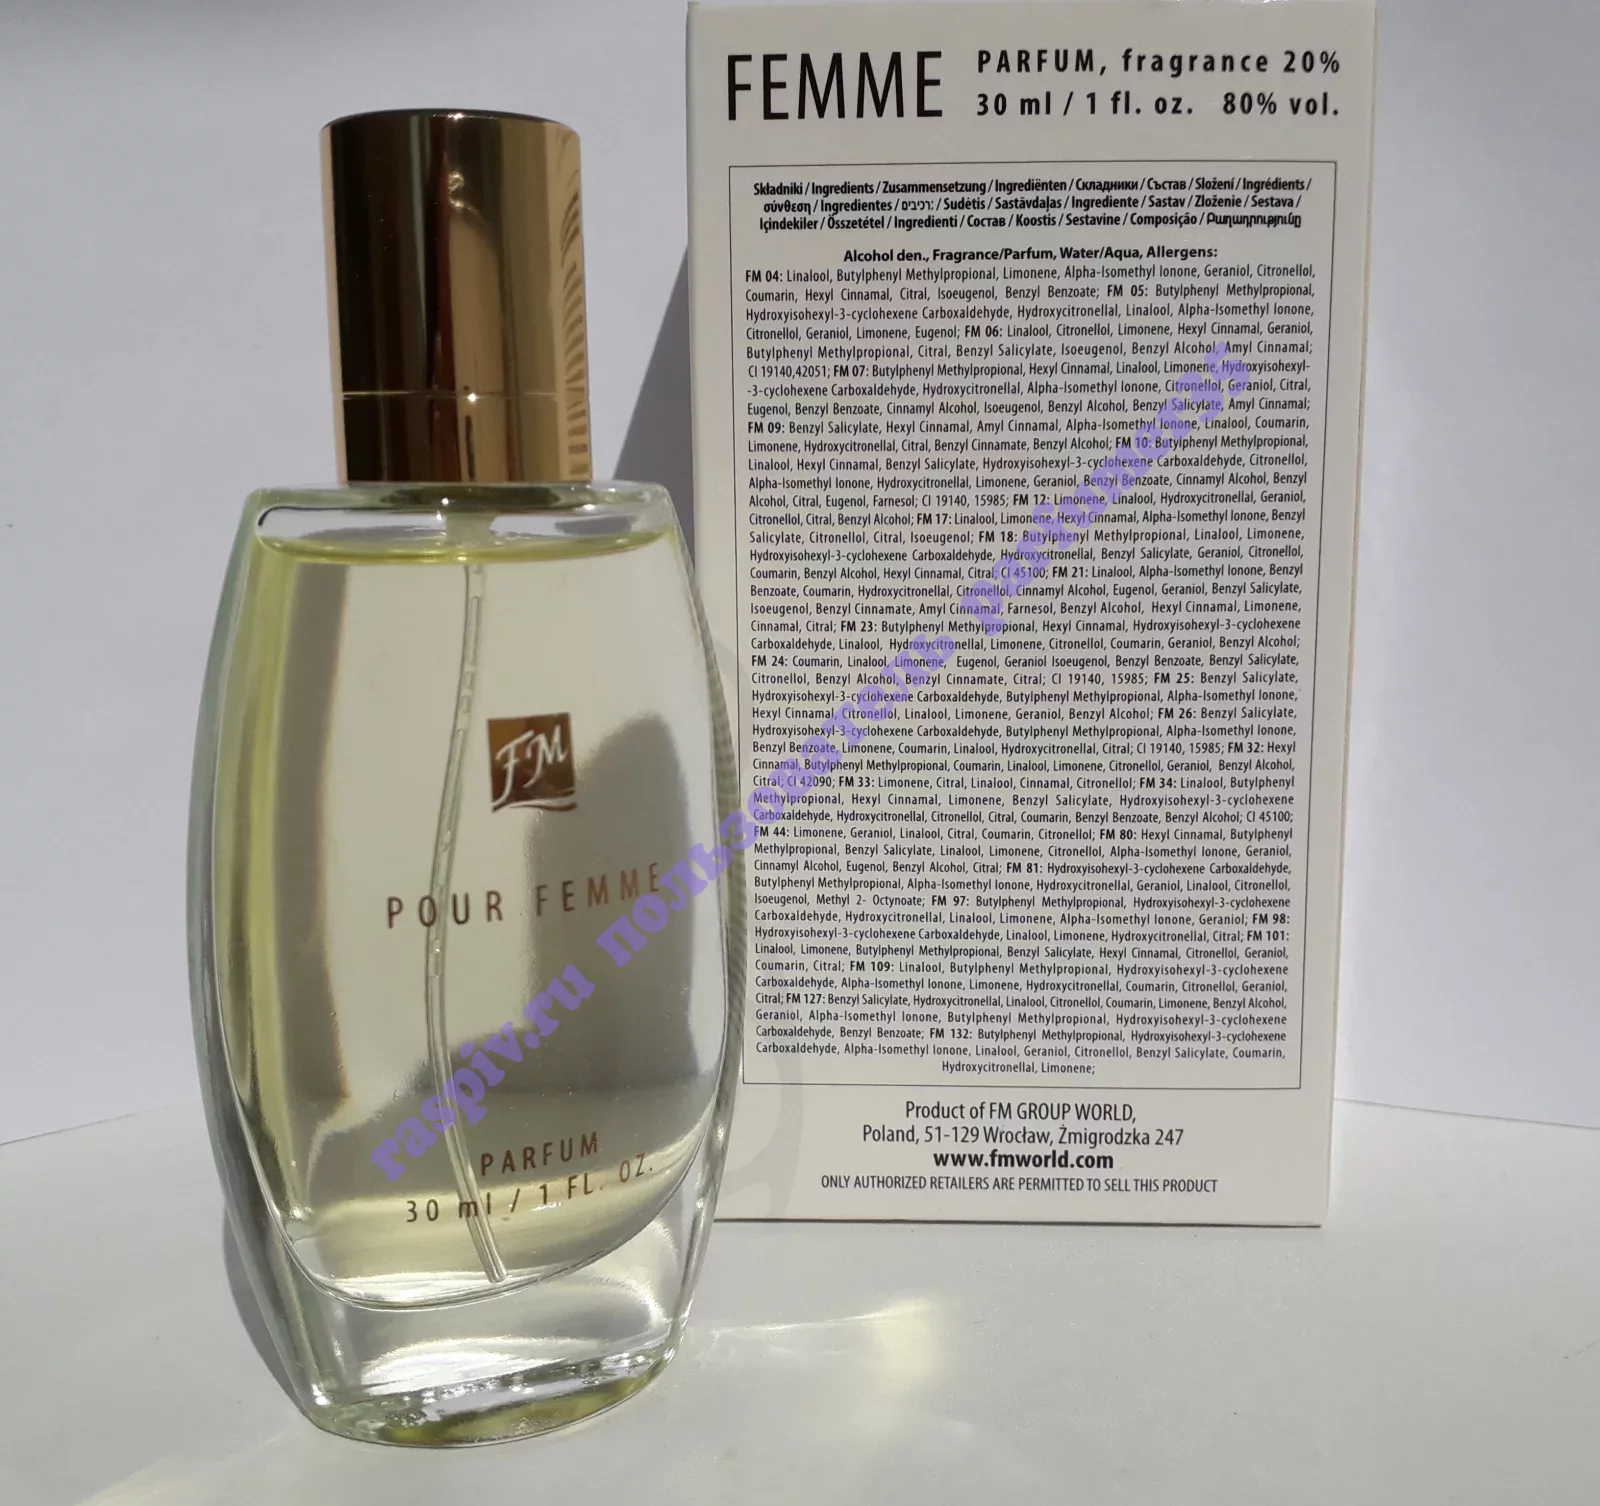 FM
POUR FEMME
PARFUM
30 ml / 1 FL. OZ.
FEMME
PARFUM, fragrance 20%
30 ml / 1 fl. oz. 80% vol.
Składniki / Ingredients / Zusammensetzung / Ingrediënten / Складники / Състав / Složení / Ingrédients /
σύνθεση / Ingredientes / רכיבים: / Sudėtis / Sastāvdaļas / Ingrediente / Sastav / Zloženie / Sestava /
Içindekiler / Összetétel / Ingredienti / Состав / Koostis / Sestavine / Composição / Բաղադրությունը
Alcohol den., Fragrance/Parfum, Water/Aqua, Allergens:
FM 04: Linalool, Butylphenyl Methylpropional, Limonene, Alpha-Isomethyl Ionone, Geraniol, Citronellol,
Coumarin, Hexyl Cinnamal, Citral, Isoeugenol, Benzyl Benzoate; FM 05: Butylphenyl Methylpropional,
Hydroxyisohexyl-3-cyclohexene Carboxaldehyde, Hydroxycitronellal, Linalool, Alpha-Isomethyl Ionone,
Citronellol, Geraniol, Limonene, Eugenol; FM 06: Linalool, Citronellol, Limonene, Hexyl Cinnamal, Geraniol,
Butylphenyl Methylpropional, Citral, Benzyl Salicylate, Isoeugenol, Benzyl Alcohol, Amyl Cinnamal;
CI 19140,42051; FM 07: Butylphenyl Methylpropional, Hexyl Cinnamal, Linalool, Limonene, Hydroxyisohexyl-
-3-cyclohexene Carboxaldehyde, Hydroxycitronellal, Alpha-Isomethyl Ionone, Citronellol, Geraniol, Citral,
Eugenol, Benzyl Benzoate, Cinnamyl Alcohol, Isoeugenol, Benzyl Alcohol, Benzyl Salicylate, Amyl Cinnamal;
FM 09: Benzyl Salicylate, Hexyl Cinnamal, Amyl Cinnamal, Alpha-Isomethyl Ionone, Linalool, Coumarin,
Limonene, Hydroxycitronellal, Citral, Benzyl Cinnamate, Benzyl Alcohol; FM 10: Butylphenyl Methylpropional,
Linalool, Hexyl Cinnamal, Benzyl Salicylate, Hydroxyisohexyl-3-cyclohexene Carboxaldehyde, Citronellol,
Alpha-Isomethyl Ionone, Hydroxycitronellal, Limonene, Geraniol, Benzyl Benzoate, Cinnamyl Alcohol, Benzyl
Alcohol, Citral, Eugenol, Farnesol; CI 19140, 15985; FM 12: Limonene, Linalool, Hydroxycitronellal, Geraniol,
Citronellol, Citral, Benzyl Alcohol; FM 17: Linalool, Limonene, Hexyl Cinnamal, Alpha-Isomethyl Ionone, Benzyl
Salicylate, Citronellol, Citral, Isoeugenol; FM 18: Butylphenyl Methylpropional, Linalool, Limonene,
Hydroxyisohexyl-3-cyclohexene Carboxaldehyde, Hydroxycitronellal, Benzyl Salicylate, Geraniol, Citronellol,
Coumarin, Benzyl Alcohol, Hexyl Cinnamal, Citral; CI 45100; FM 21: Linalool, Alpha-Isomethyl Ionone, Benzyl
Benzoate, Coumarin, Hydroxycitronellal, Citronellol, Cinnamyl Alcohol, Eugenol, Geraniol, Benzyl Salicylate,
Isoeugenol, Benzyl Cinnamate, Amyl Cinnamal, Farnesol, Benzyl Alcohol, Hexyl Cinnamal, Limonene,
Cinnamal, Citral; FM 23: Butylphenyl Methylpropional, Hexyl Cinnamal, Hydroxyisohexyl-3-cyclohexene
Carboxaldehyde, Linalool, Hydroxycitronellal, Limonene, Citronellol, Coumarin, Geraniol, Benzyl Alcohol;
FM 24: Coumarin, Linalool, Limonene, Eugenol, Geraniol Isoeugenol, Benzyl Benzoate, Benzyl Salicylate,
Citronellol, Benzyl Alcohol, Benzyl Cinnamate, Citral; CI 19140, 15985; FM 25: Benzyl Salicylate,
Hydroxyisohexyl-3-cyclohexene Carboxaldehyde, Butylphenyl Methylpropional, Alpha-Isomethyl Ionone,
Hexyl Cinnamal, Citronellol, Linalool, Limonene, Geraniol, Benzyl Alcohol; FM 26: Benzyl Salicylate,
Hydroxyisohexyl-3-cyclohexene Carboxaldehyde, Butylphenyl Methylpropional, Alpha-Isomethyl Ionone,
Benzyl Benzoate, Limonene, Coumarin, Linalool, Hydroxycitronellal, Citral; CI 19140, 15985; FM 32: Hexyl
Cinnamal, Butylphenyl Methylpropional, Coumarin, Linalool, Limonene, Citronellol, Geraniol, Benzyl Alcohol,
Citral; CI 42090; FM 33: Limonene, Citral, Linalool, Cinnamal, Citronellol; FM 34: Linalool, Butylphenyl
Methylpropional, Hexyl Cinnamal, Limonene, Benzyl Salicylate, Hydroxyisohexyl-3-cyclohexene
Carboxaldehyde, Hydroxycitronellal, Citronellol, Citral, Coumarin, Benzyl Benzoate, Benzyl Alcohol; CI 45100;
FM 44: Limonene, Geraniol, Linalool, Citral, Coumarin, Citronellol; FM 80: Hexyl Cinnamal, Butylphenyl
Methylpropional, Benzyl Salicylate, Linalool, Limonene, Citronellol, Alpha-Isomethyl Ionone, Geraniol,
Cinnamyl Alcohol, Eugenol, Benzyl Alcohol, Citral; FM 81: Hydroxyisohexyl-3-cyclohexene Carboxaldehyde,
Butylphenyl Methylpropional, Alpha-Isomethyl Ionone, Hydroxycitronellal, Geraniol, Linalool, Citronellol,
Isoeugenol, Methyl 2- Octynoate; FM 97: Butylphenyl Methylpropional, Hydroxyisohexyl-3-cyclohexene
Carboxaldehyde, Hydroxycitronellal, Linalool, Limonene, Alpha-Isomethyl Ionone, Geraniol; FM 98:
Hydroxyisohexyl-3-cyclohexene Carboxaldehyde, Linalool, Limonene, Hydroxycitronellal, Citral; FM 101:
Linalool, Limonene, Butylphenyl Methylpropional, Benzyl Salicylate, Hexyl Cinnamal, Citronellol, Geraniol,
Coumarin, Citral; FM 109: Linalool, Butylphenyl Methylpropional, Hydroxyisohexyl-3-cyclohexene
Carboxaldehyde, Alpha-Isomethyl Ionone, Limonene, Hydroxycitronellal, Coumarin, Citronellol, Geraniol,
Citral; FM 127: Benzyl Salicylate, Hydroxycitronellal, Linalool, Citronellol, Coumarin, Limonene, Benzyl Alcohol,
Geraniol, Alpha-Isomethyl Ionone, Butylphenyl Methylpropional, Hydroxyisohexyl-3-cyclohexene
Carboxaldehyde, Benzyl Benzoate; FM 132: Butylphenyl Methylpropional, Hydroxyisohexyl-3-cyclohexene
Carboxaldehyde, Alpha-Isomethyl Ionone, Linalool, Geraniol, Citronellol, Benzyl Salicylate, Coumarin,
Hydroxycitronellal, Limonene;
Product of FM GROUP WORLD,
Poland, 51-129 Wrocław, Żmigrodzka 247
www.fmworld.com
ONLY AUTHORIZED RETAILERS ARE PERMITTED TO SELL THIS PRODUCT
raspiv.ru пользователь parfumer35